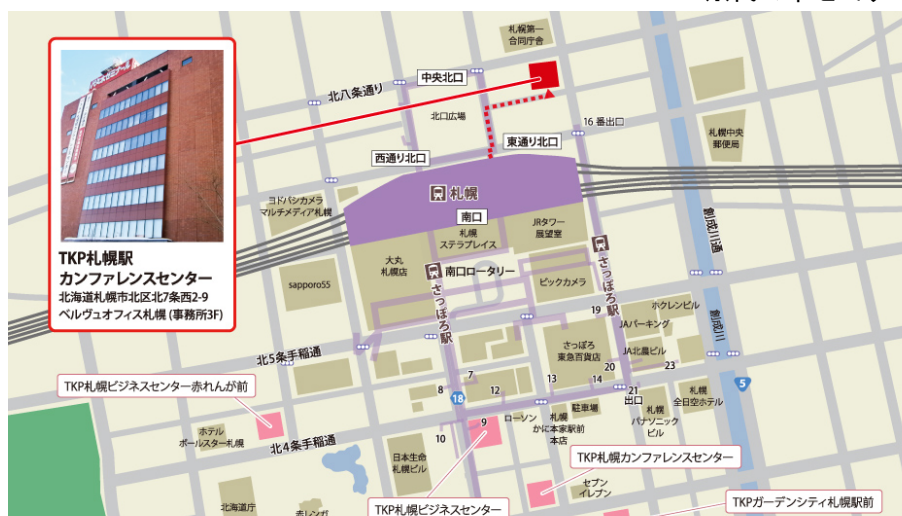 札幌第一
合同庁舎
中央北口
北八条通り
北口広場
16 番出口
東通り北口
西通り北口
札幌中央
郵便局
ヨドバシカメラ
マルチメディア札幌
札幌
南口
札幌
ステラプレイス
JRタワー
展望室
創成川通
TKP札幌駅
カンファレンスセンター
北海道札幌市北区北7条西2-9
ベルヴュオフィス札幌 (事務所3F)
大丸
札幌店
南口ロータリー
さっぽろ駅
さっぽろ駅
sapporo55
ビックカメラ
ホクレンビル
創成川
19
JAパーキング
さっぽろ
東急百貨店
JA北農ビル
北5条手稲通
20
23
TKP札幌ビジネスセンター赤れんが前
7
8
12
13
14
21
出口
5
18
札幌
全日空ホテル
ホテル
ポールスター札幌
9
10
ローソン
札幌
かに本家駅前
本店
駐車場
札幌
パナソニック
ビル
北4条手稲通
日本生命
札幌ビル
TKP札幌カンファレンスセンター
セブン
イレブン
北海道庁
赤レンガ
TKP札幌ビジネスセンター
TKPガーデンシティ札幌駅前